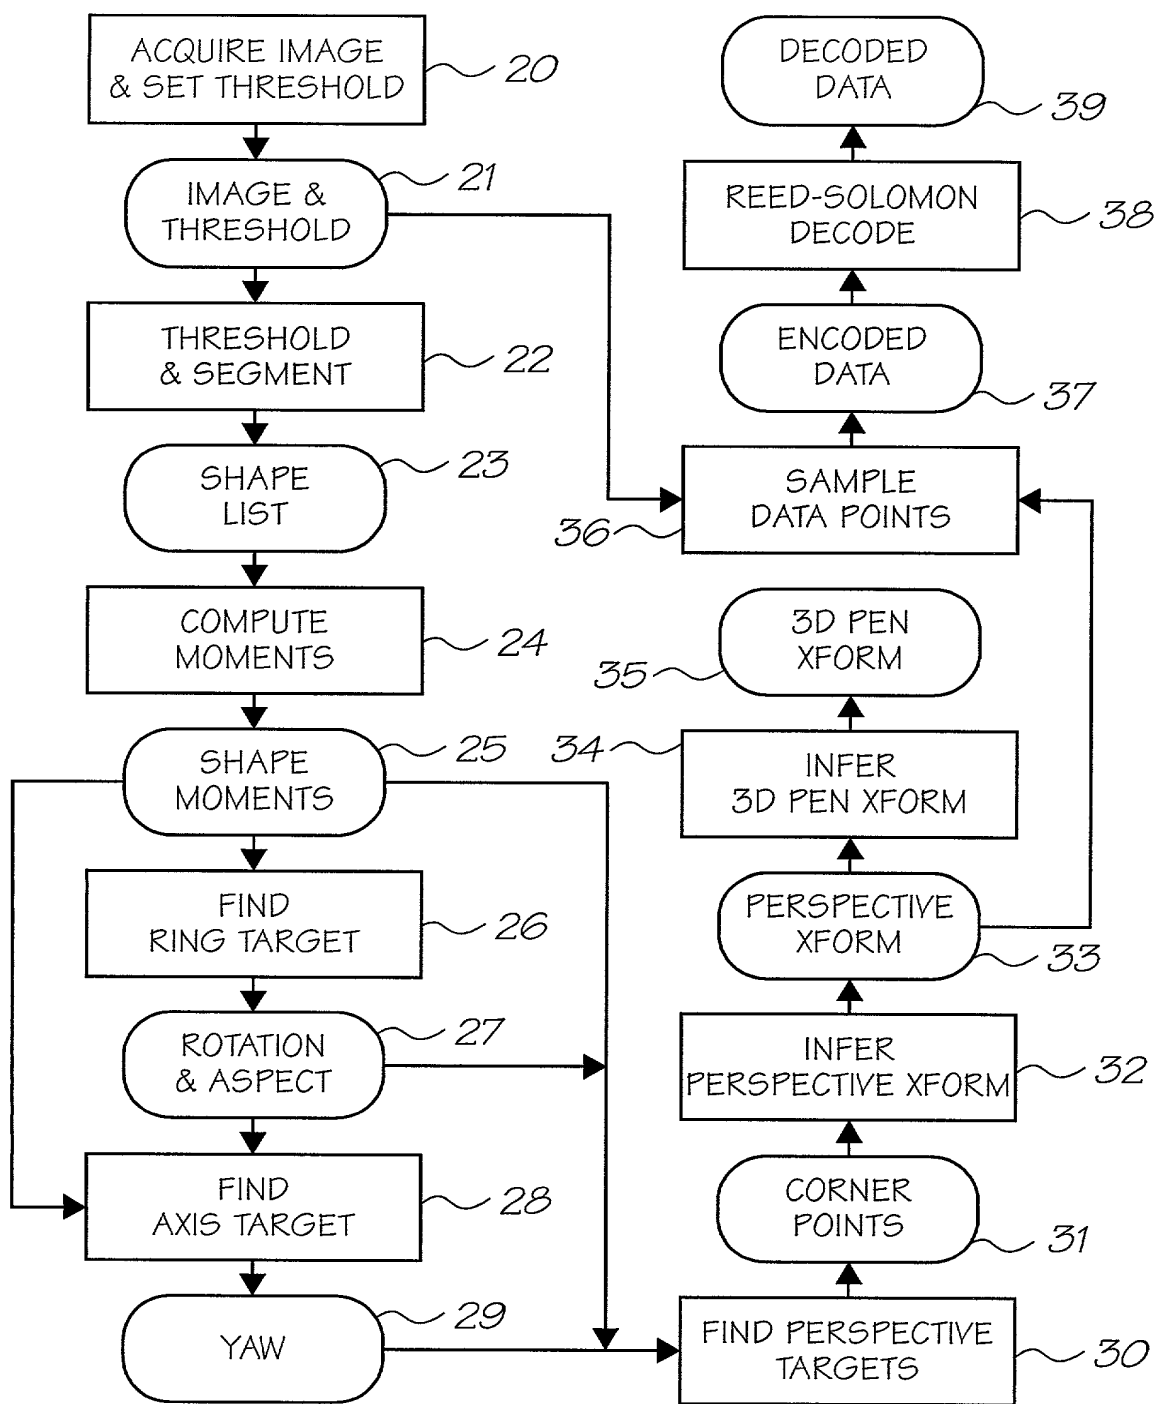 ACQUIRE IMAGE
& SET THRESHOLD
20
IMAGE &
THRESHOLD
21
THRESHOLD
& SEGMENT
22
SHAPE
LIST
23
COMPUTE
MOMENTS
24
SHAPE
MOMENTS
25
FIND
RING TARGET
26
ROTATION
& ASPECT
27
FIND
AXIS TARGET
28
YAW
29
FIND PERSPECTIVE
TARGETS
30
CORNER
POINTS
31
INFER
PERSPECTIVE XFORM
32
PERSPECTIVE
XFORM
33
INFER
3D PEN XFORM
34
3D PEN
XFORM
35
SAMPLE
DATA POINTS
36
ENCODED
DATA
37
REED-SOLOMON
DECODE
38
DECODED
DATA
39